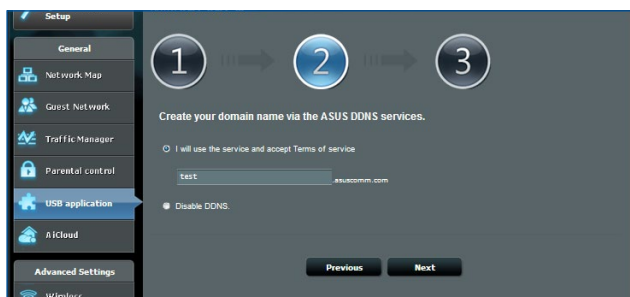 Setup
General
Network Map
Guest Network
Traffic Manager
Parental control
USB application
AiCloud
Advanced Settings
Wireless
1
2
3
Create your domain name via the ASUS DDNS services.
I will use the service and accept Terms of service
test .asuscomm.com
Disable DDNS.
Previous Next